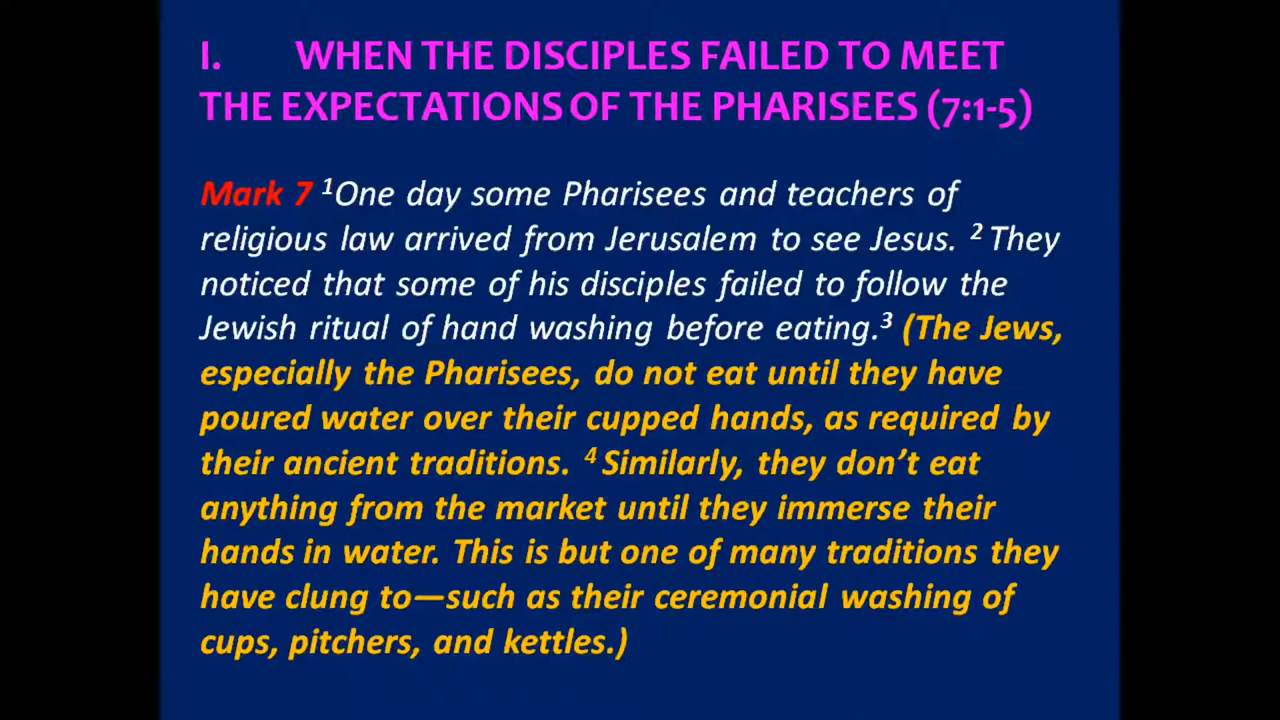 I. WHEN THE DISCIPLES FAILED TO MEET
THE EXPECTATIONS OF THE PHARISEES (7:1-5)
Mark 7 ¹One day some Pharisees and teachers of
religious law arrived from Jerusalem to see Jesus. ² They
noticed that some of his disciples failed to follow the
Jewish ritual of hand washing before eating.³ (The Jews,
especially the Pharisees, do not eat until they have
poured water over their cupped hands, as required by
their ancient traditions. ⁴ Similarly, they don’t eat
anything from the market until they immerse their
hands in water. This is but one of many traditions they
have clung to—such as their ceremonial washing of
cups, pitchers, and kettles.)